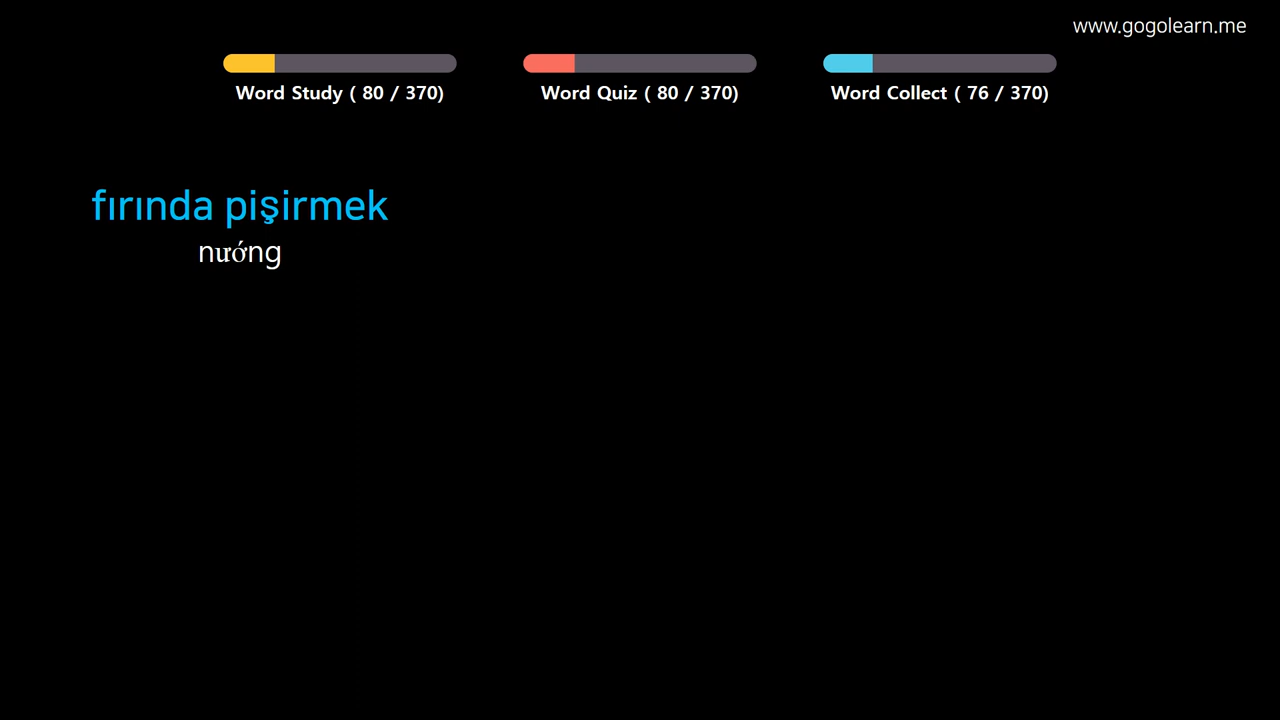 www.gogolearn.me
Word Study ( 80 / 370)
Word Quiz ( 80 / 370)
Word Collect ( 76 / 370)
fırında pişirmek
nướng